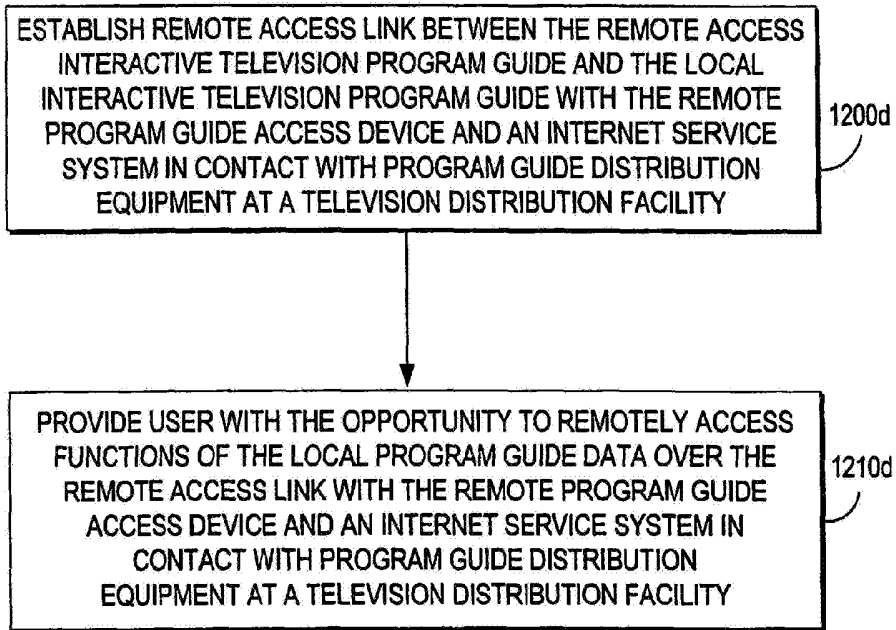 ESTABLISH REMOTE ACCESS LINK BETWEEN THE REMOTE ACCESS
INTERACTIVE TELEVISION PROGRAM GUIDE AND THE LOCAL
INTERACTIVE TELEVISION PROGRAM GUIDE WITH THE REMOTE
PROGRAM GUIDE ACCESS DEVICE AND AN INTERNET SERVICE
SYSTEM IN CONTACT WITH PROGRAM GUIDE DISTRIBUTION
EQUIPMENT AT A TELEVISION DISTRIBUTION FACILITY
1200d
PROVIDE USER WITH THE OPPORTUNITY TO REMOTELY ACCESS
FUNCTIONS OF THE LOCAL PROGRAM GUIDE DATA OVER THE
REMOTE ACCESS LINK WITH THE REMOTE PROGRAM GUIDE
ACCESS DEVICE AND AN INTERNET SERVICE SYSTEM IN
CONTACT WITH PROGRAM GUIDE DISTRIBUTION
EQUIPMENT AT A TELEVISION DISTRIBUTION FACILITY
1210d